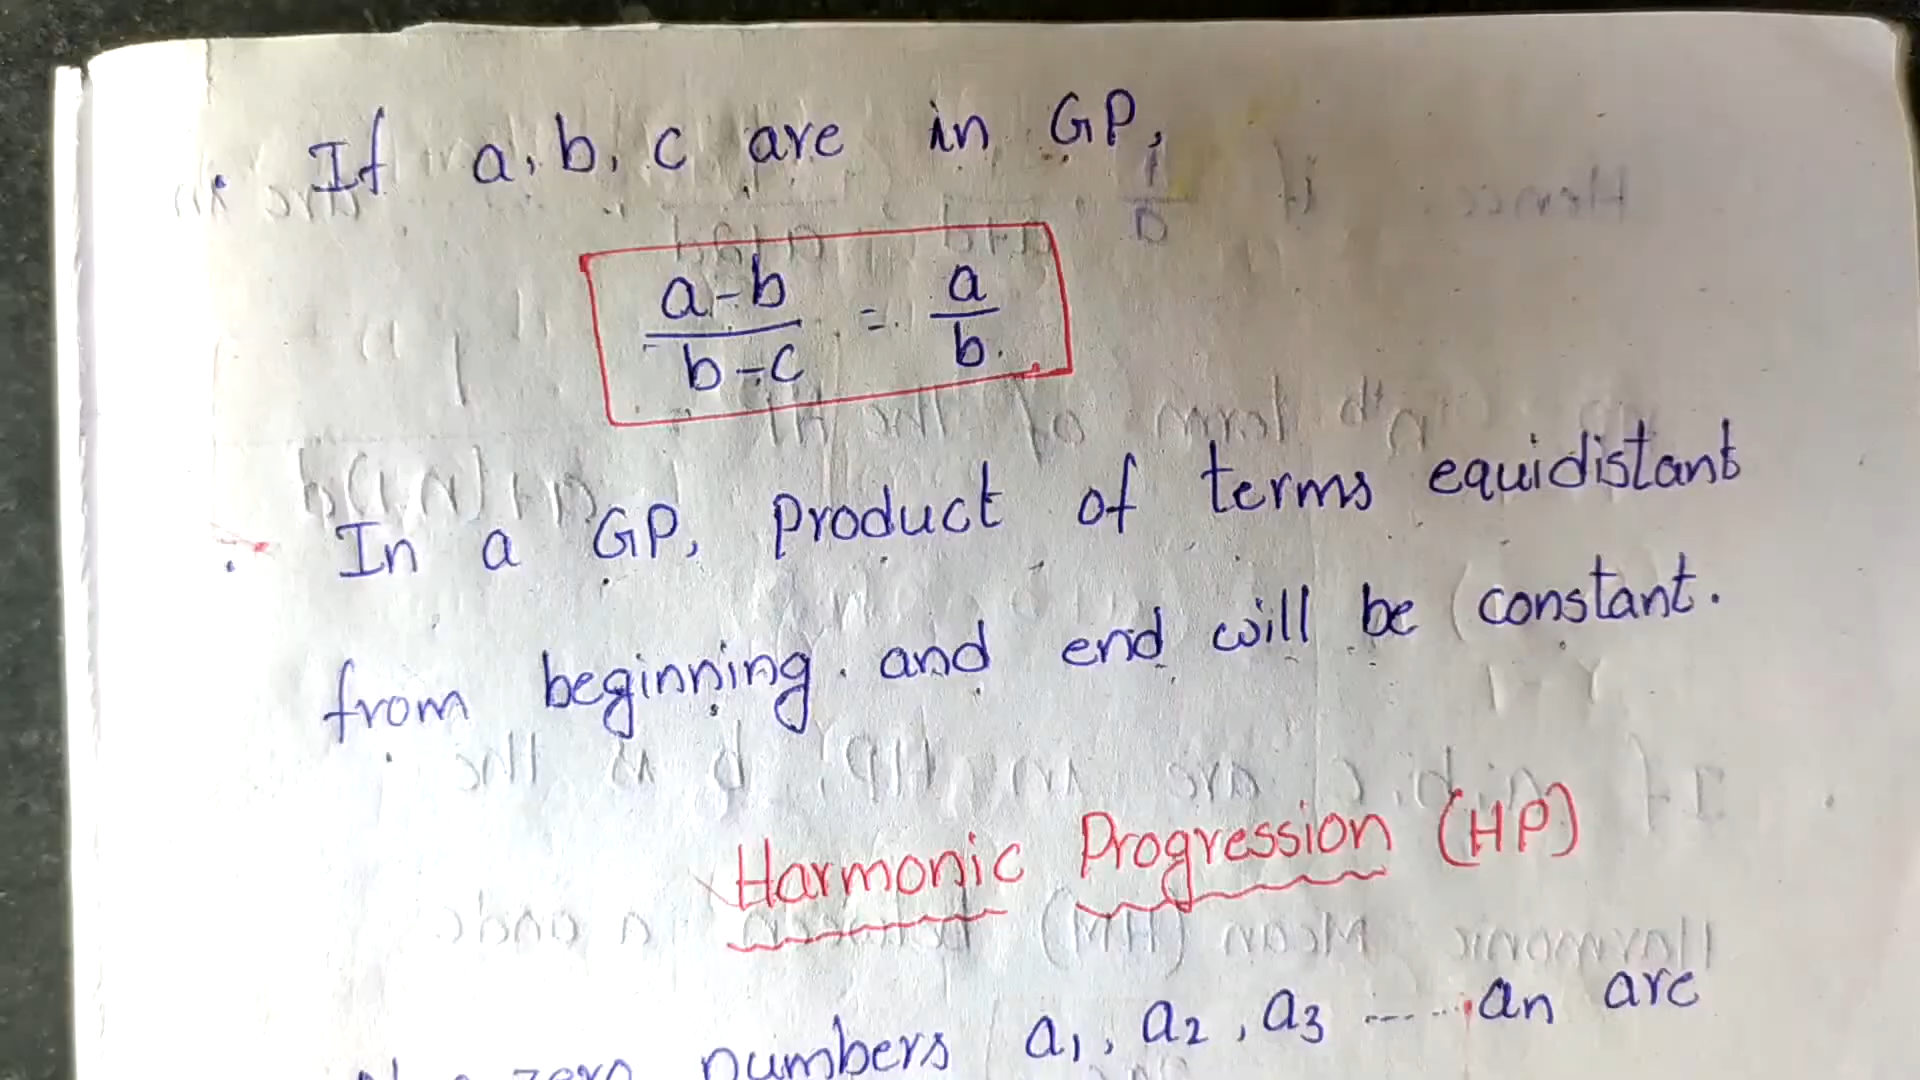 If a, b, c are in GP,
a-b/b-c = a/b
In a GP, Product of terms equidistant
from beginning and end will be constant.
Harmonic Progression (HP)
numbers a1, a2, a3 ----- an are